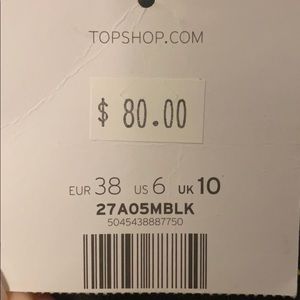 TOPSHOP.COM
$ 80.00
EUR 38 US 6 UK 10
27A05MBLK
5045438887750